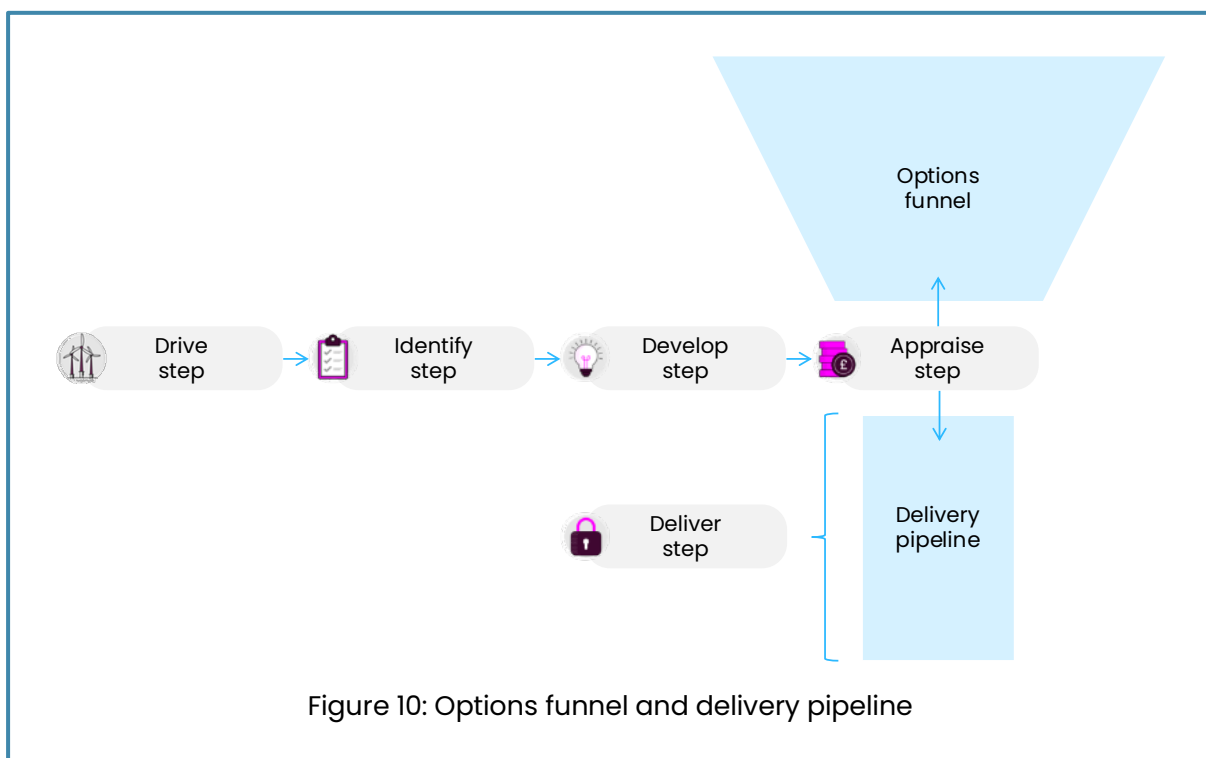 Options
funnel
Drive
step
Identify
step
Develop
step
Appraise
step
£
Deliver
step
Delivery
pipeline
Figure 10: Options funnel and delivery pipeline